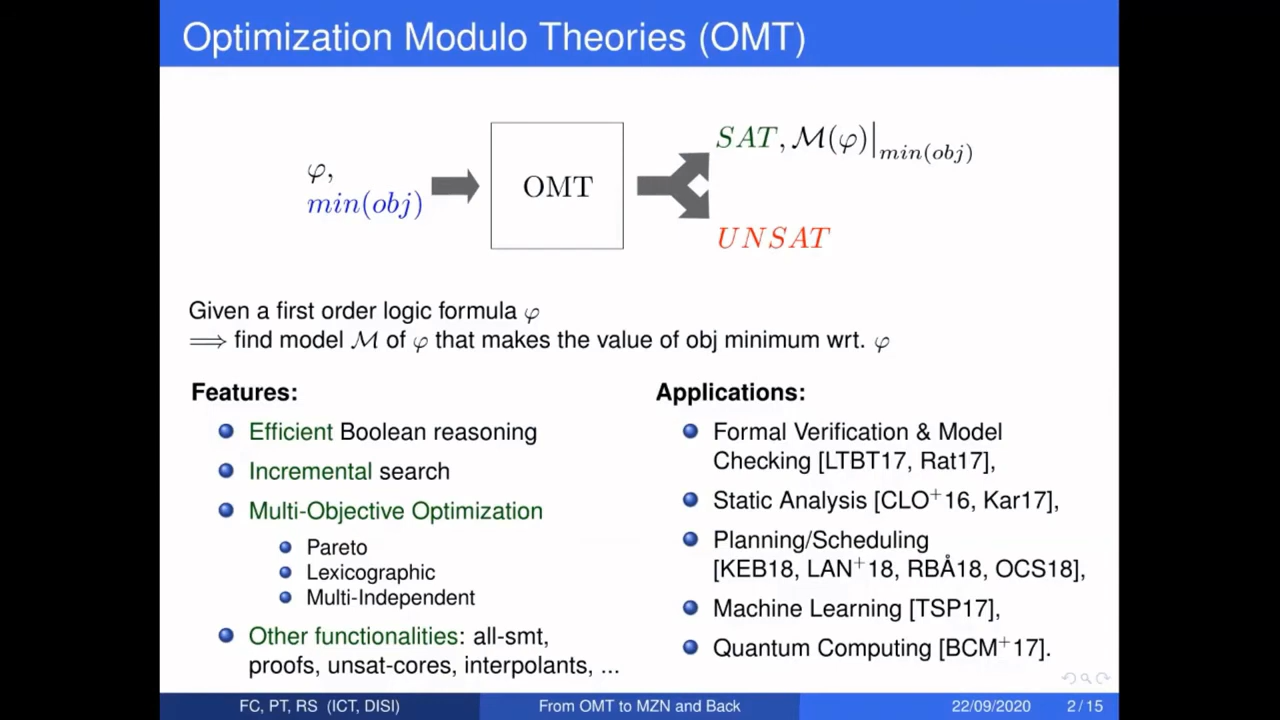 Optimization Modulo Theories (OMT)
φ,
min(obj)
OMT
SAT, ℳ(φ)|min(obj)
UNSAT
Given a first order logic formula φ
⟹ find model ℳ of φ that makes the value of obj minimum wrt. φ
Features:
Efficient Boolean reasoning
Incremental search
Multi-Objective Optimization
Pareto
Lexicographic
Multi-Independent
Other functionalities: all-smt,
proofs, unsat-cores, interpolants, ...
Applications:
Formal Verification & Model
Checking [LTBT17, Rat17],
Static Analysis [CLO+16, Kar17],
Planning/Scheduling
[KEB18, LAN+18, RBÅ18, OCS18],
Machine Learning [TSP17],
Quantum Computing [BCM+17].
FC, PT, RS (ICT, DISI)
From OMT to MZN and Back
22/09/2020
2 / 15